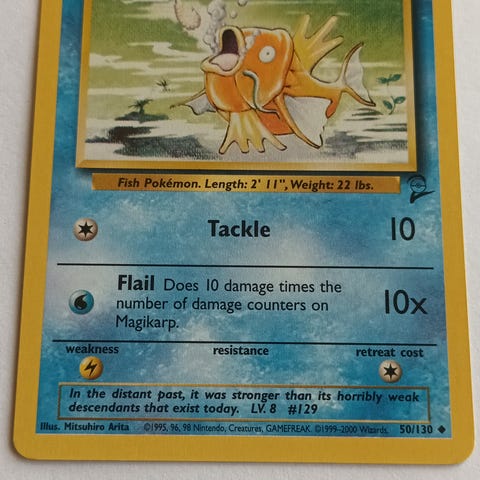 Fish Pokémon. Length: 2' 11", Weight: 22 lbs.
Tackle 10
Flail Does 10 damage times the
number of damage counters on
Magikarp.
10x
weakness resistance retreat cost
In the distant past, it was stronger than its horribly weak
descendants that exist today. LV. 8 #129
Illus. Mitsuhiro Arita ©1995, 96, 98 Nintendo, Creatures, GAMEFREAK. ©1999-2000 Wizards. 50/130